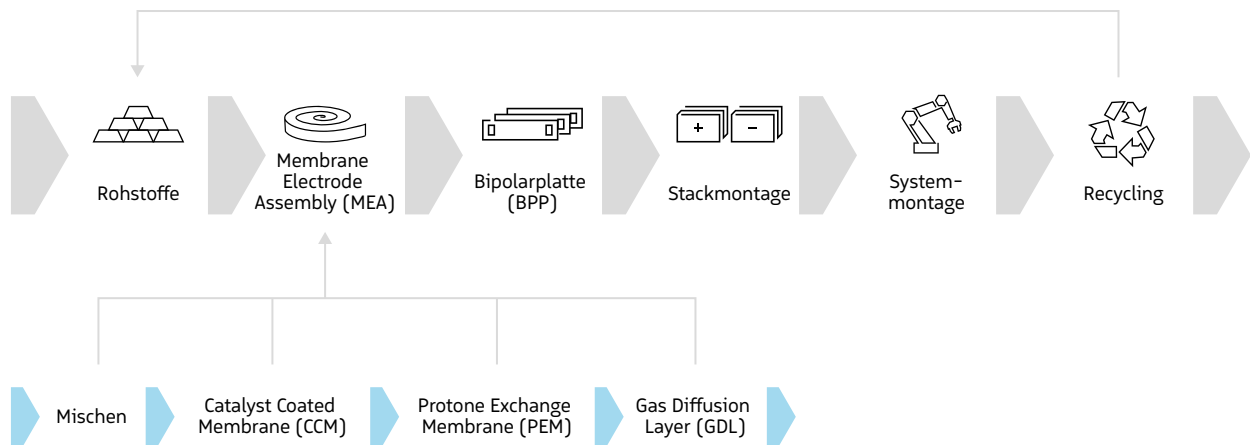 Rohstoffe
Membrane
Electrode
Assembly (MEA)
Bipolarplatte
(BPP)
+ -
Stackmontage
System-
montage
Recycling
Mischen
Catalyst Coated
Membrane (CCM)
Protone Exchange
Membrane (PEM)
Gas Diffusion
Layer (GDL)